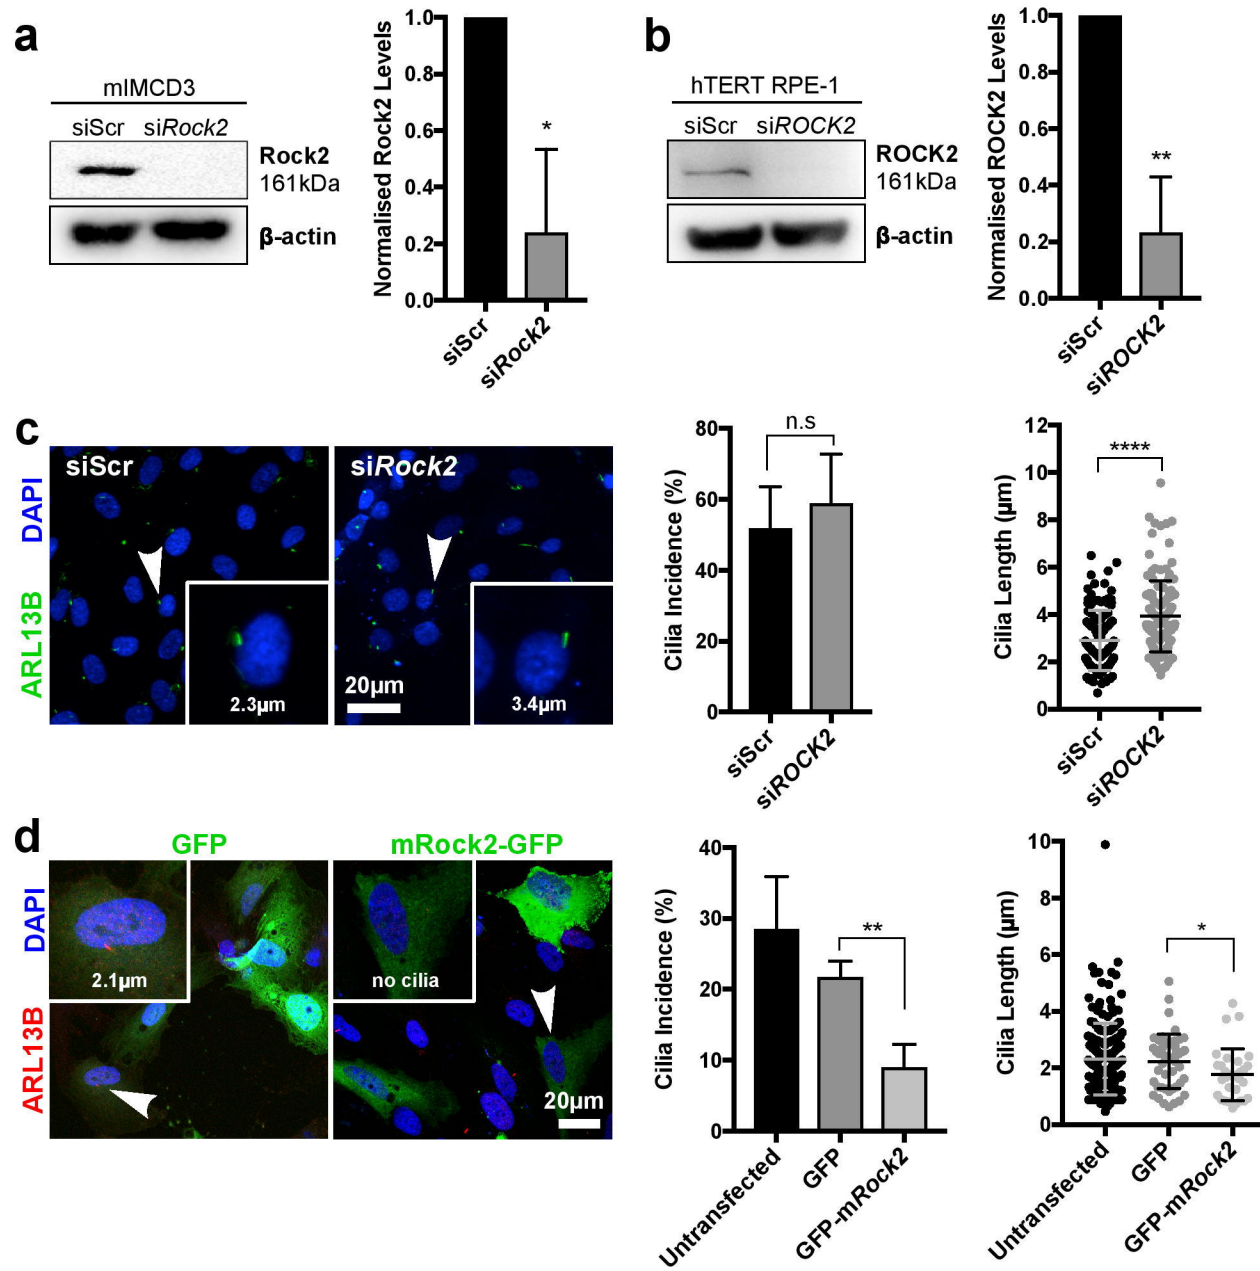 a
mIMCD3
siScr siRock2
Rock2
161kDa
β-actin
Normalised Rock2 Levels
1.0
0.8
0.6
0.4
0.2
0.0
*
siScr
siRock2
b
hTERT RPE-1
siScr siROCK2
ROCK2
161kDa
β-actin
Normalised ROCK2 Levels
1.0
0.8
0.6
0.4
0.2
0.0
**
siScr
siROCK2
c
ARL13B DAPI
siScr
2.3µm
siRock2
20µm
3.4µm
Cilia Incidence (%)
80
60
40
20
0
n.s
siScr
siROCK2
Cilia Length (µm)
12
10
8
6
4
2
0
****
siScr
siROCK2
d
ARL13B DAPI
GFP
2.1µm
mRock2-GFP
no cilia
20µm
Cilia Incidence (%)
40
30
20
10
0
**
Untransfected
GFP
GFP-mRock2
Cilia Length (µm)
10
8
6
4
2
0
*
Untransfected
GFP
GFP-mRock2